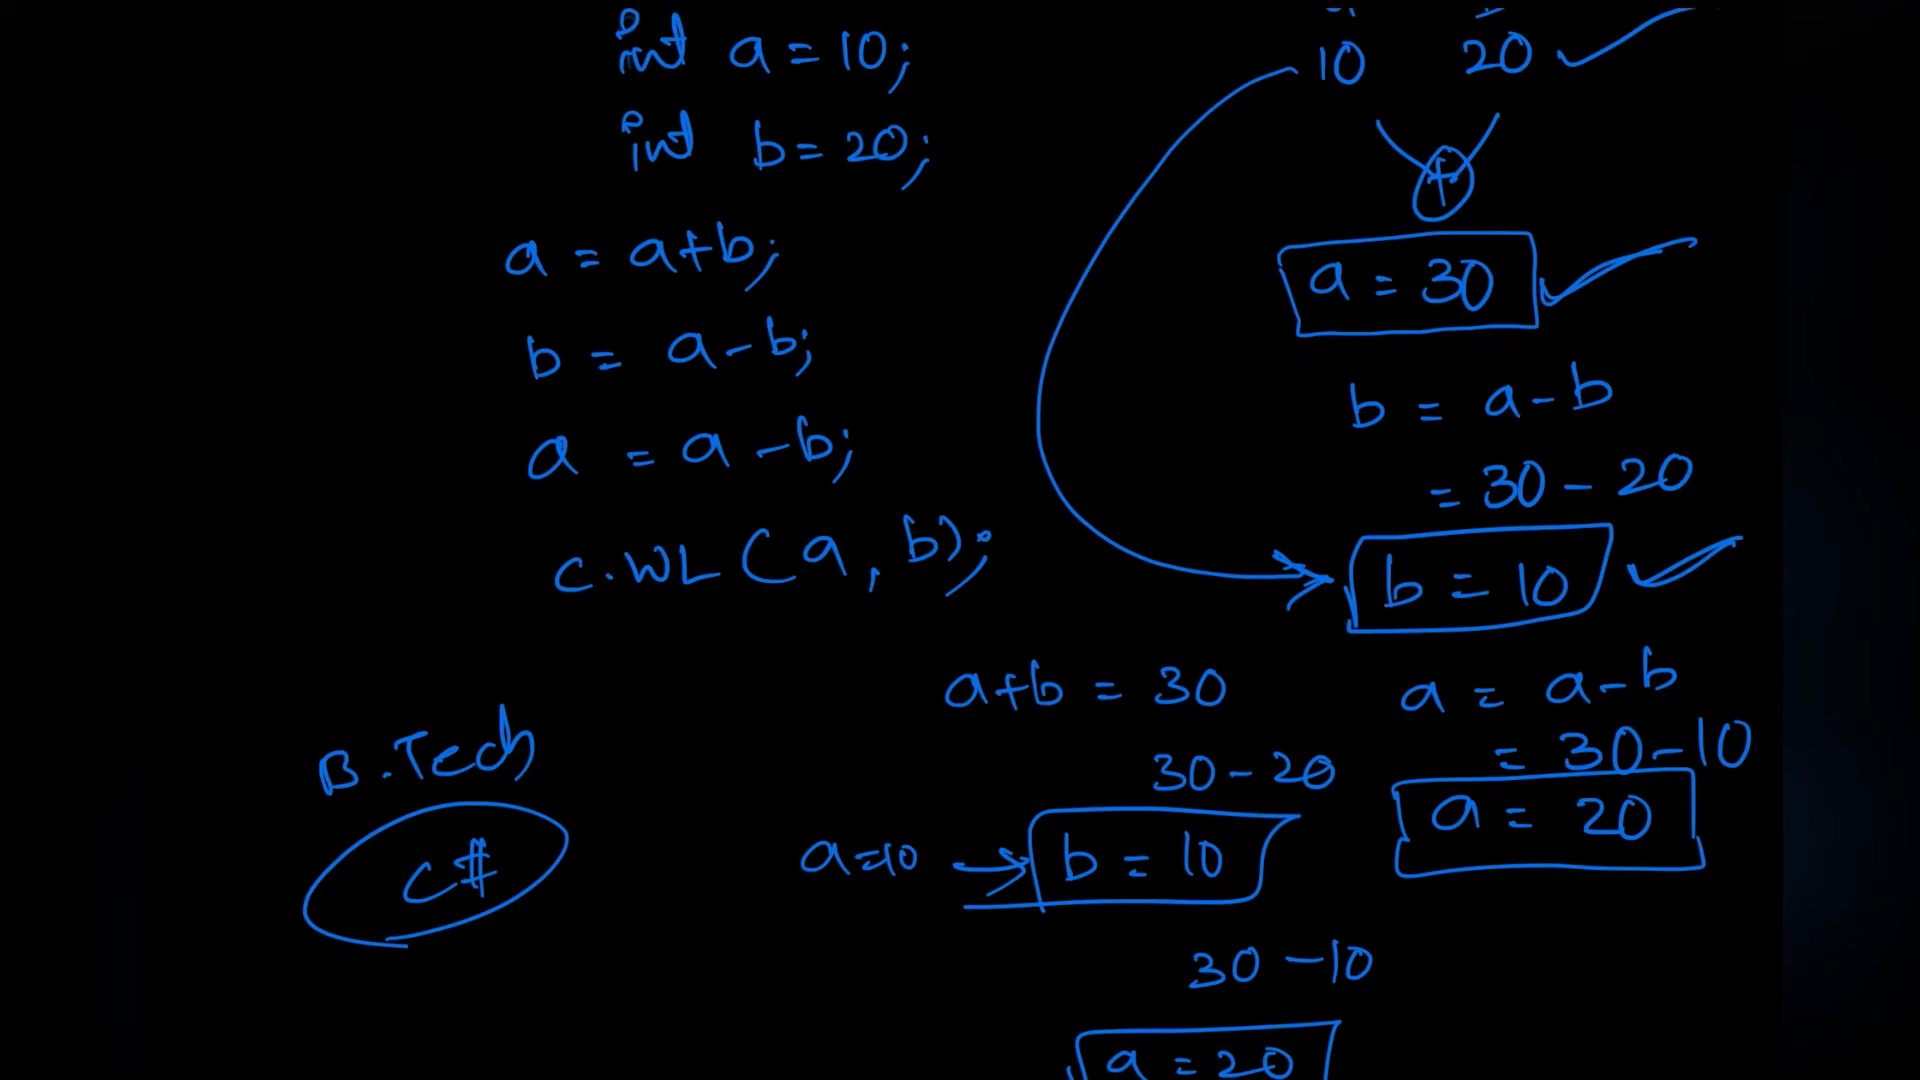 int a = 10;
int b = 20;
a = a+b;
b = a-b;
a = a-b;
C.WL(a, b);
B.Tech
C#
10 20
+
a = 30
b = a-b
= 30-20
b = 10
a = a-b
= 30-10
a = 20
a+b = 30
30-20
a=10 → b = 10
30-10
a = 20